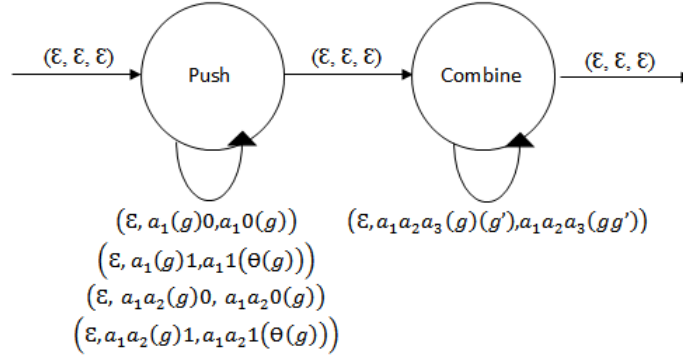 (Ɛ, Ɛ, Ɛ) (Ɛ, Ɛ, Ɛ) (Ɛ, Ɛ, Ɛ)
Push Combine
(Ɛ, a₁(g)0,a₁0(g)) (Ɛ,a₁a₂a₃(g)(g'),a₁a₂a₃(gg'))
(Ɛ, a₁(g)1,a₁1(Ɵ(g)))
(Ɛ, a₁a₂(g)0, a₁a₂0(g))
(Ɛ,a₁a₂(g)1,a₁a₂1(Ɵ(g)))